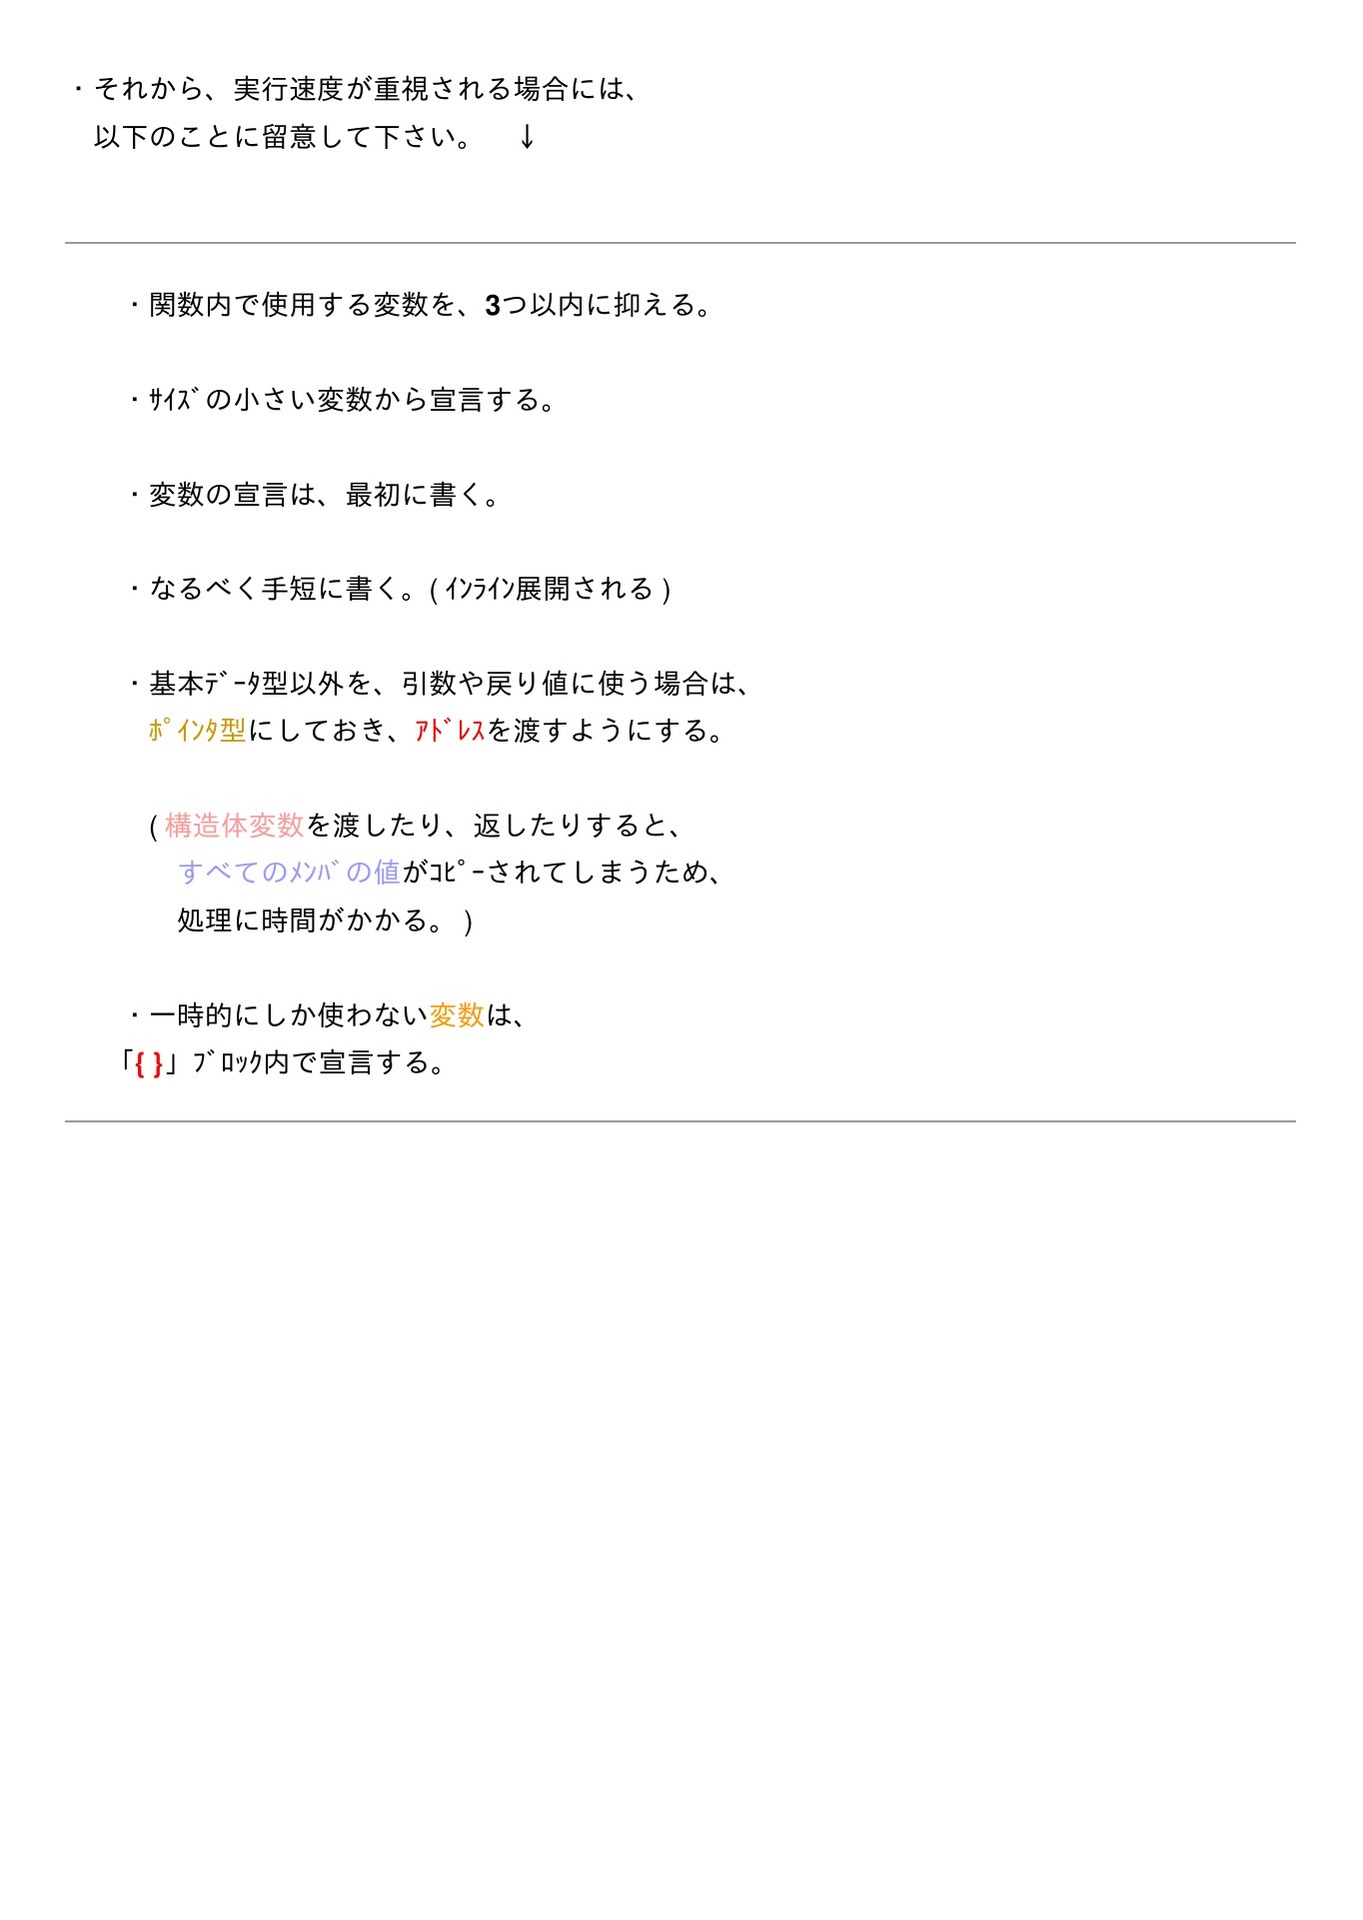 ・それから、実行速度が重視される場合には、
以下のことに留意して下さい。 ↓
・関数内で使用する変数を、3つ以内に抑える。
・ｻｲｽﾞの小さい変数から宣言する。
・変数の宣言は、最初に書く。
・なるべく手短に書く。( ｲﾝﾗｲﾝ展開される )
・基本ﾃﾞｰﾀ型以外を、引数や戻り値に使う場合は、
ﾎﾟｲﾝﾀ型にしておき、ｱﾄﾞﾚｽを渡すようにする。
( 構造体変数を渡したり、返したりすると、
すべてのﾒﾝﾊﾞの値がｺﾋﾟｰされてしまうため、
処理に時間がかかる。 )
・一時的にしか使わない変数は、
「{ }」ﾌﾞﾛｯｸ内で宣言する。